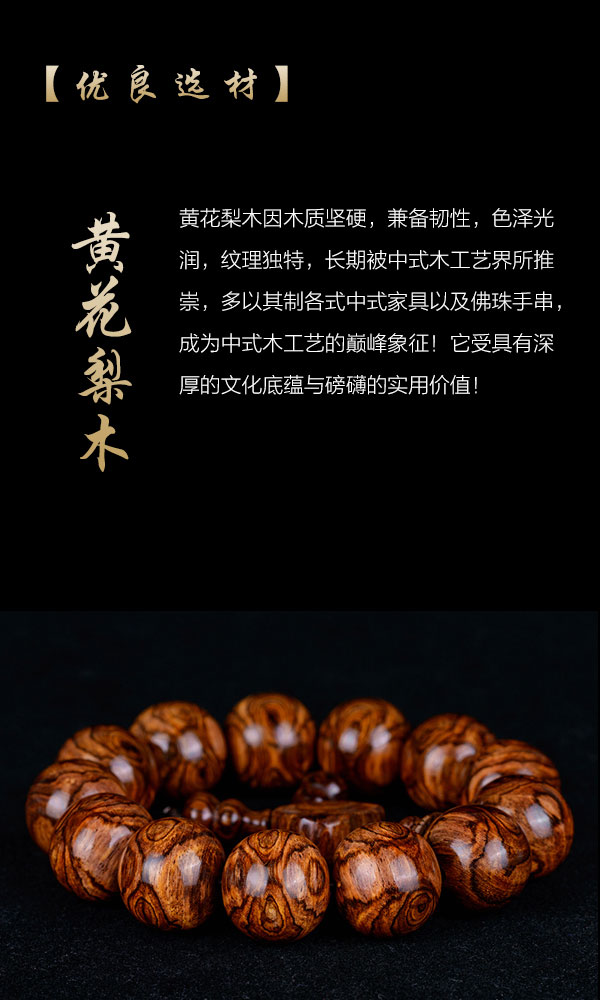 【优良选材】
黄花梨木
黄花梨木因木质坚硬，兼备韧性，色泽光
润，纹理独特，长期被中式木工艺界所推
崇，多以其制各式中式家具以及佛珠手串，
成为中式木工艺的巅峰象征！它受具有深
厚的文化底蕴与磅礴的实用价值！